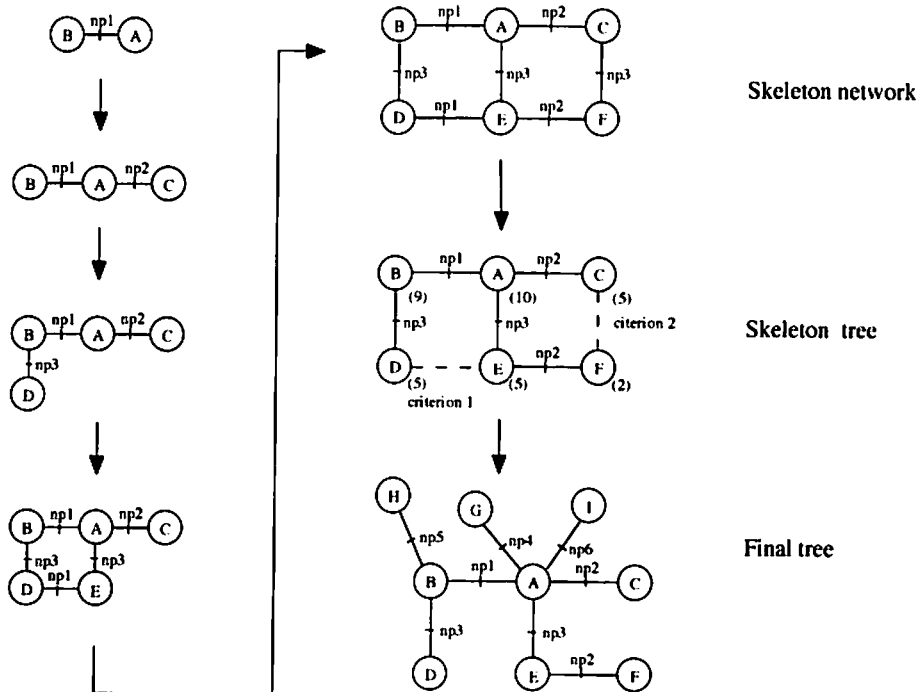 np1
B A
np1 np2
B A C
np1 np2
B A C
np3
D
np1 np2
B A C
np3 np3
np1
D E
np1 np2
B A C
np3 np3 np3
np1 np2
D E F
Skeleton network
np1 np2
B A C
(9) (10) (5)
np3 np3 citerion 2
np2
D E F
(5) (5) (2)
criterion 1
Skeleton tree
H G I
np5 np4 np6
np1 np2
B A C
np3 np3
np2
D E F
Final tree